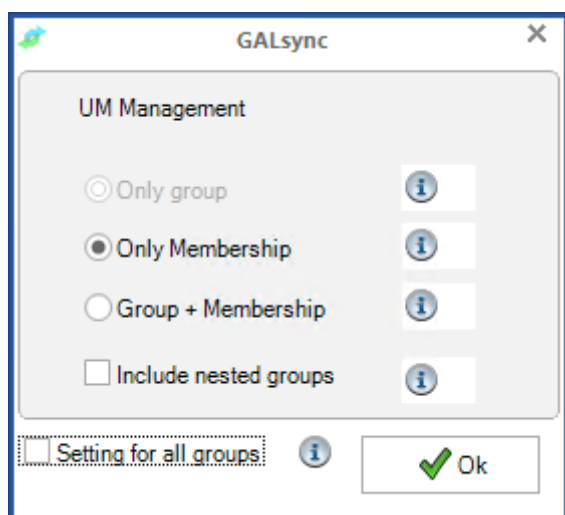 GALsync
UM Management
Only group
Only Membership
Group + Membership
Include nested groups
Setting for all groups
Ok